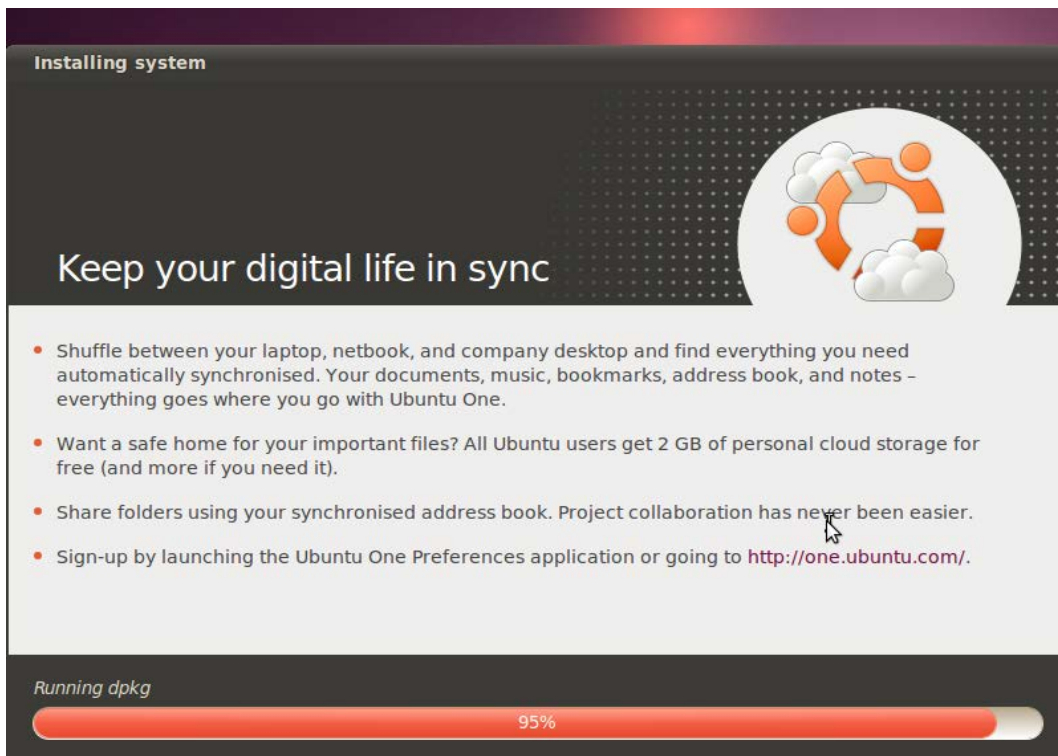 Installing system
Keep your digital life in sync
Shuffle between your laptop, netbook, and company desktop and find everything you need
automatically synchronised. Your documents, music, bookmarks, address book, and notes –
everything goes where you go with Ubuntu One.
Want a safe home for your important files? All Ubuntu users get 2 GB of personal cloud storage for
free (and more if you need it).
Share folders using your synchronised address book. Project collaboration has never been easier.
Sign-up by launching the Ubuntu One Preferences application or going to http://one.ubuntu.com/.
Running dpkg
95%